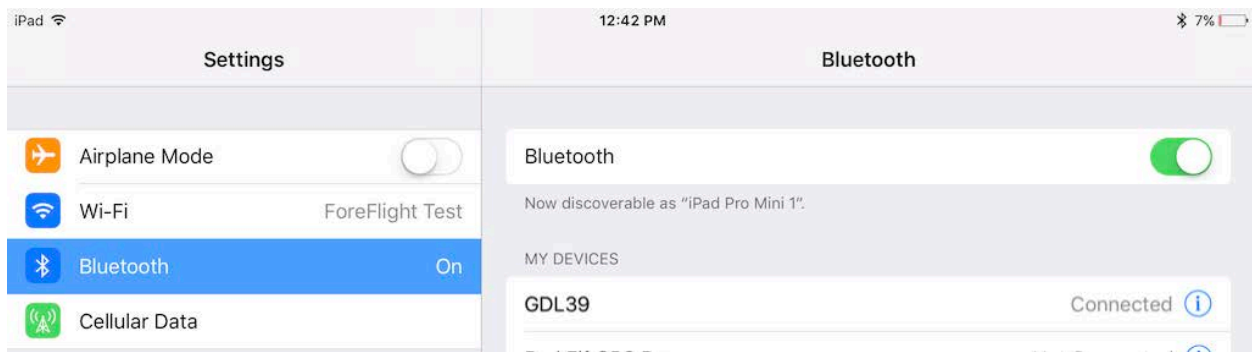 iPad 12:42 PM 7%
Settings
Bluetooth
Airplane Mode
Wi-Fi ForeFlight Test
Bluetooth On
Cellular Data
Bluetooth
Now discoverable as “iPad Pro Mini 1”.
MY DEVICES
GDL39 Connected